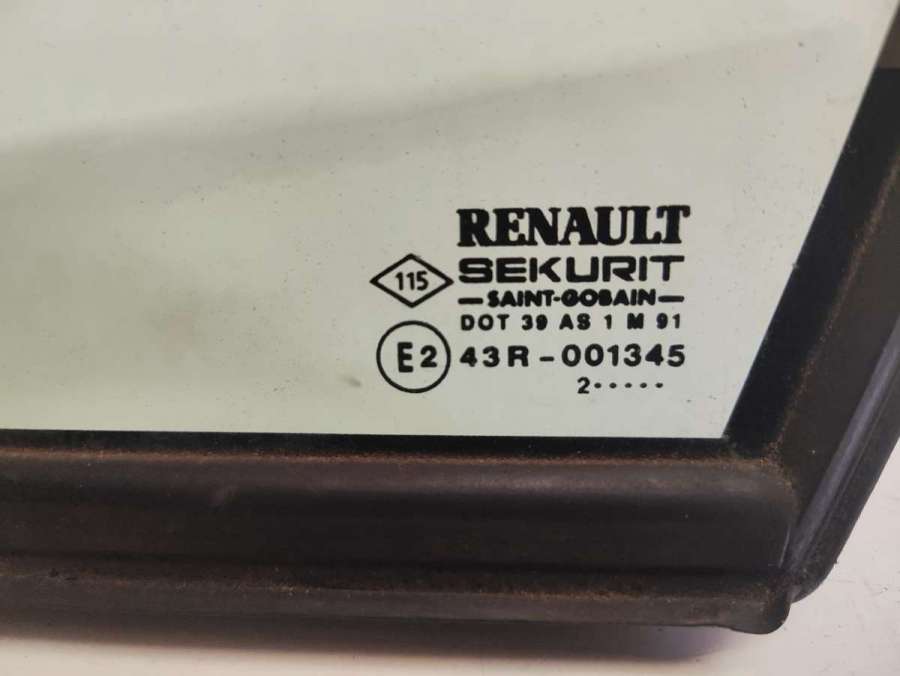 RENAULT
115 SEKURIT
—SAINT-GOBAIN—
DOT 39 AS 1 M 91
E2 43R-001345
2•••••